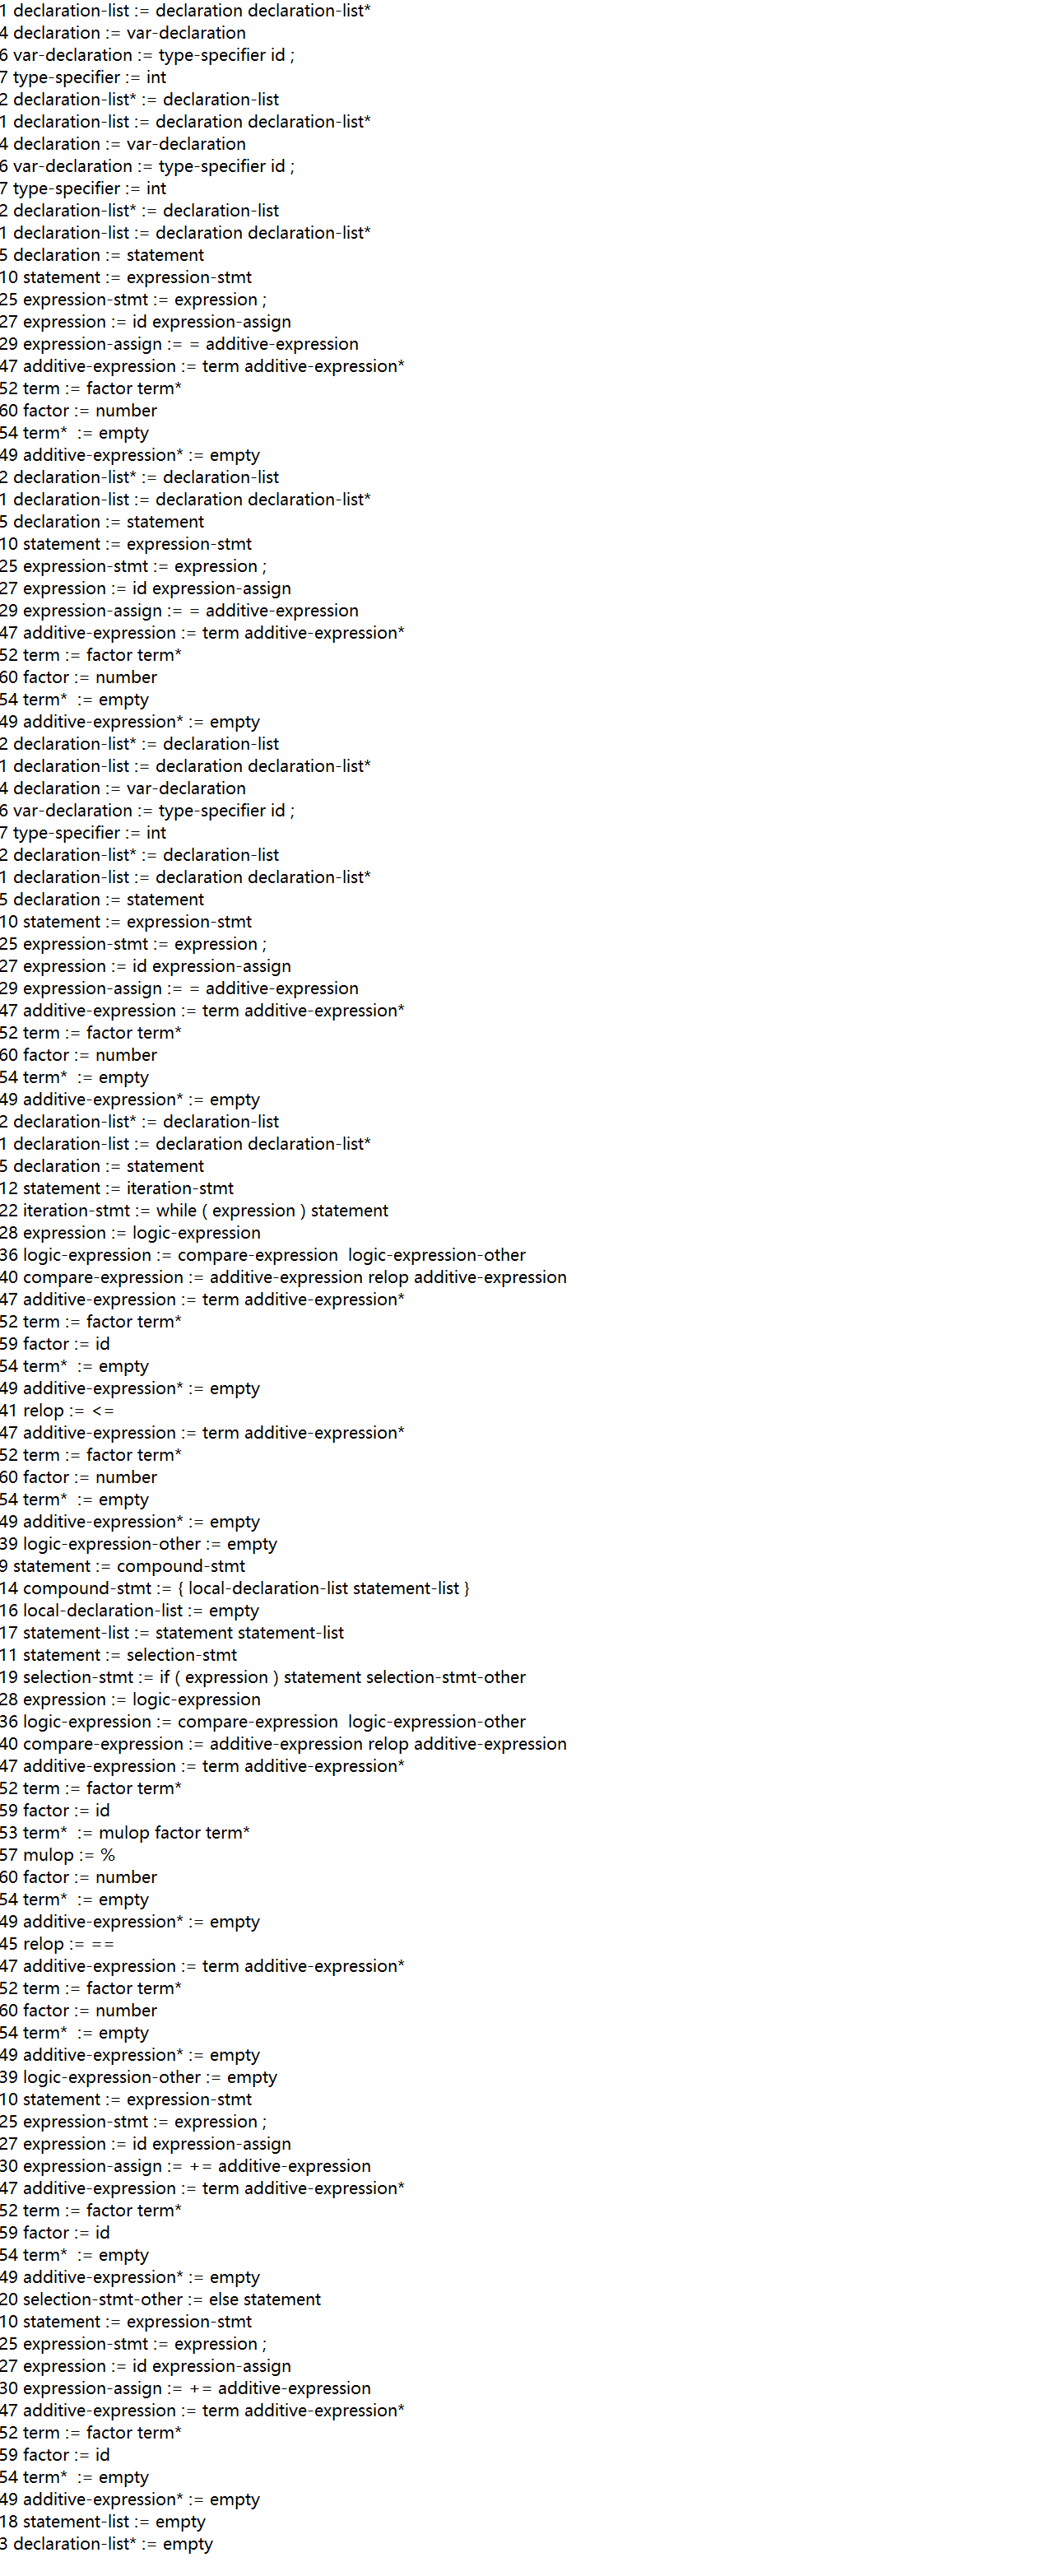 1 declaration-list := declaration declaration-list*
4 declaration := var-declaration
6 var-declaration := type-specifier id ;
7 type-specifier := int
2 declaration-list* := declaration-list
1 declaration-list := declaration declaration-list*
4 declaration := var-declaration
6 var-declaration := type-specifier id ;
7 type-specifier := int
2 declaration-list* := declaration-list
1 declaration-list := declaration declaration-list*
5 declaration := statement
10 statement := expression-stmt
25 expression-stmt := expression ;
27 expression := id expression-assign
29 expression-assign := = additive-expression
47 additive-expression := term additive-expression*
52 term := factor term*
60 factor := number
54 term*  := empty
49 additive-expression* := empty
2 declaration-list* := declaration-list
1 declaration-list := declaration declaration-list*
5 declaration := statement
10 statement := expression-stmt
25 expression-stmt := expression ;
27 expression := id expression-assign
29 expression-assign := = additive-expression
47 additive-expression := term additive-expression*
52 term := factor term*
60 factor := number
54 term*  := empty
49 additive-expression* := empty
2 declaration-list* := declaration-list
1 declaration-list := declaration declaration-list*
4 declaration := var-declaration
6 var-declaration := type-specifier id ;
7 type-specifier := int
2 declaration-list* := declaration-list
1 declaration-list := declaration declaration-list*
5 declaration := statement
10 statement := expression-stmt
25 expression-stmt := expression ;
27 expression := id expression-assign
29 expression-assign := = additive-expression
47 additive-expression := term additive-expression*
52 term := factor term*
60 factor := number
54 term*  := empty
49 additive-expression* := empty
2 declaration-list* := declaration-list
1 declaration-list := declaration declaration-list*
5 declaration := statement
12 statement := iteration-stmt
22 iteration-stmt := while ( expression ) statement
28 expression := logic-expression
36 logic-expression := compare-expression  logic-expression-other
40 compare-expression := additive-expression relop additive-expression
47 additive-expression := term additive-expression*
52 term := factor term*
59 factor := id
54 term*  := empty
49 additive-expression* := empty
41 relop := <=
47 additive-expression := term additive-expression*
52 term := factor term*
60 factor := number
54 term*  := empty
49 additive-expression* := empty
39 logic-expression-other := empty
9 statement := compound-stmt
14 compound-stmt := { local-declaration-list statement-list }
16 local-declaration-list := empty
17 statement-list := statement statement-list
11 statement := selection-stmt
19 selection-stmt := if ( expression ) statement selection-stmt-other
28 expression := logic-expression
36 logic-expression := compare-expression  logic-expression-other
40 compare-expression := additive-expression relop additive-expression
47 additive-expression := term additive-expression*
52 term := factor term*
59 factor := id
53 term*  := mulop factor term*
57 mulop := %
60 factor := number
54 term*  := empty
49 additive-expression* := empty
45 relop := ==
47 additive-expression := term additive-expression*
52 term := factor term*
60 factor := number
54 term*  := empty
49 additive-expression* := empty
39 logic-expression-other := empty
10 statement := expression-stmt
25 expression-stmt := expression ;
27 expression := id expression-assign
30 expression-assign := += additive-expression
47 additive-expression := term additive-expression*
52 term := factor term*
59 factor := id
54 term*  := empty
49 additive-expression* := empty
20 selection-stmt-other := else statement
10 statement := expression-stmt
25 expression-stmt := expression ;
27 expression := id expression-assign
30 expression-assign := += additive-expression
47 additive-expression := term additive-expression*
52 term := factor term*
59 factor := id
54 term*  := empty
49 additive-expression* := empty
18 statement-list := empty
3 declaration-list* := empty